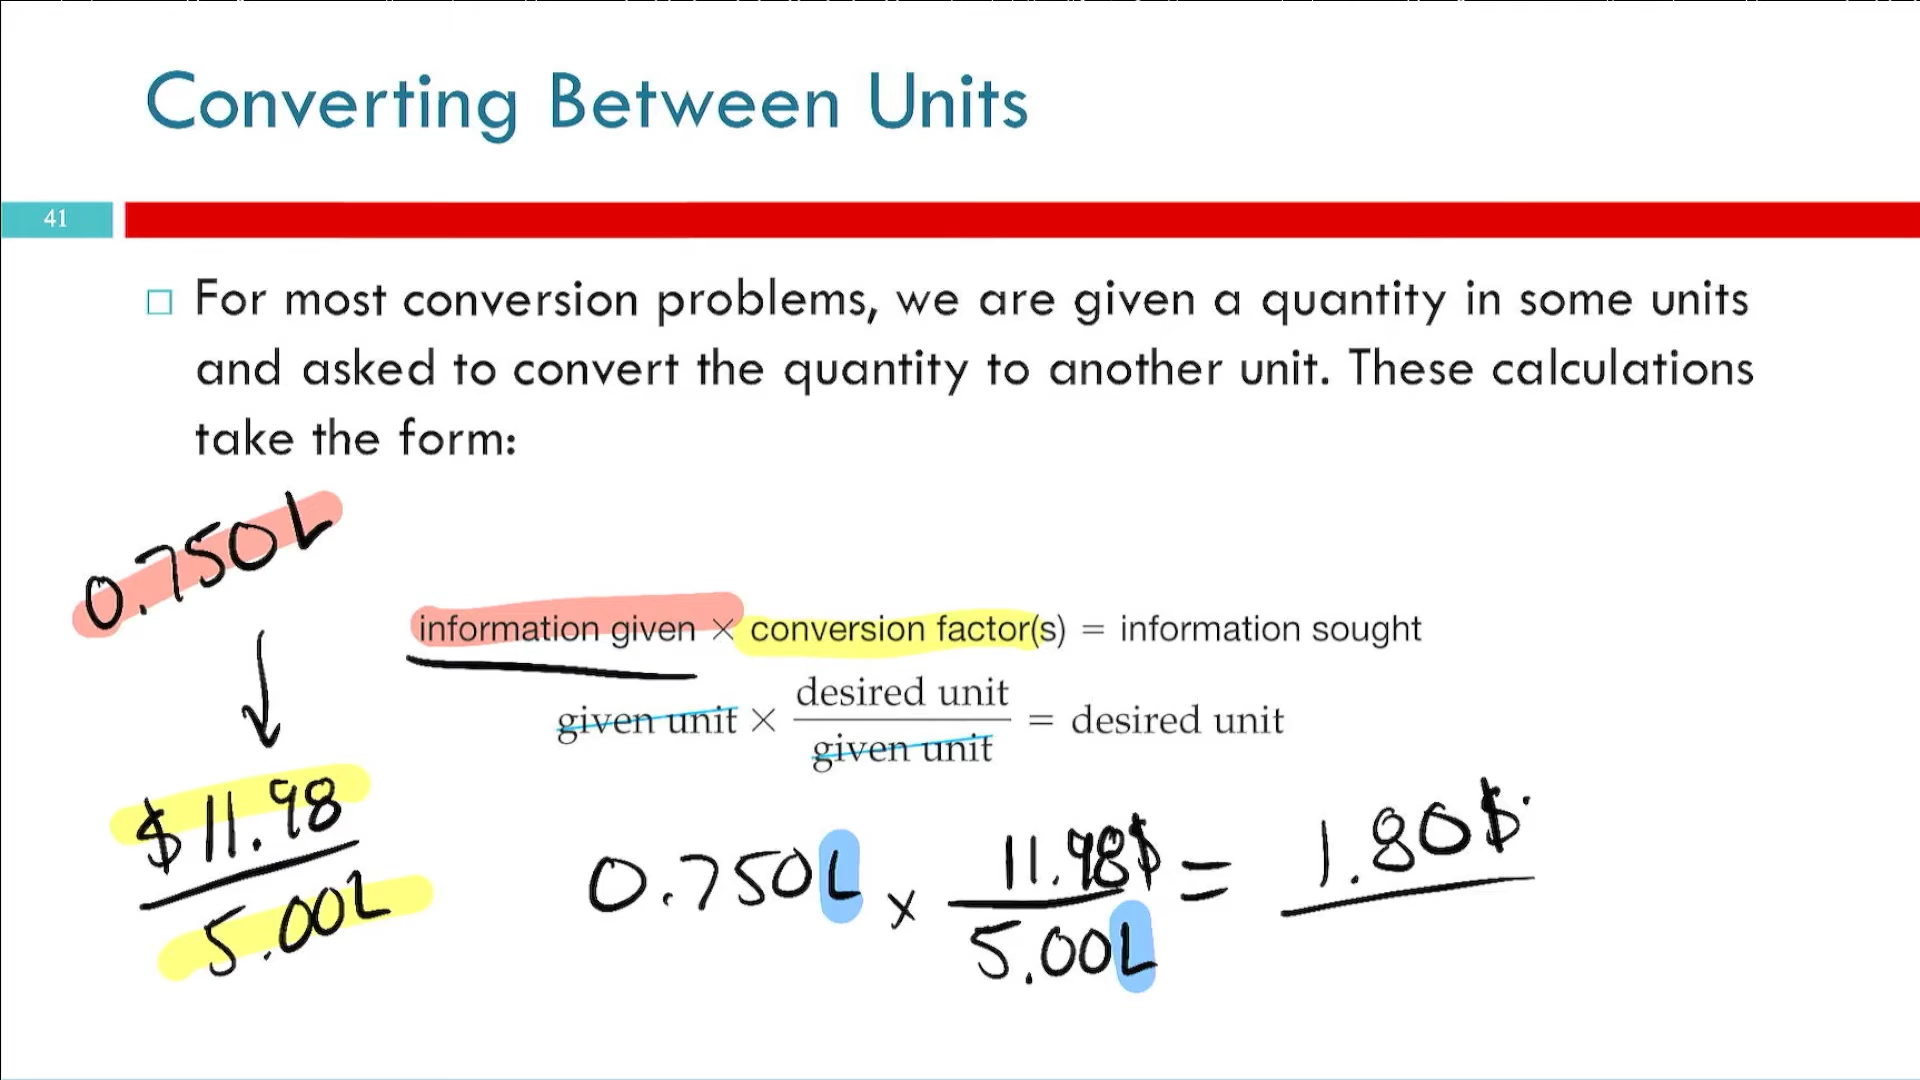 Converting Between Units
41
For most conversion problems, we are given a quantity in some units
and asked to convert the quantity to another unit. These calculations
take the form:
0.750L
information given × conversion factor(s) = information sought
given unit × desired unit / given unit = desired unit
$11.98
5.00L
0.750L × 11.98$ / 5.00L = 1.80$